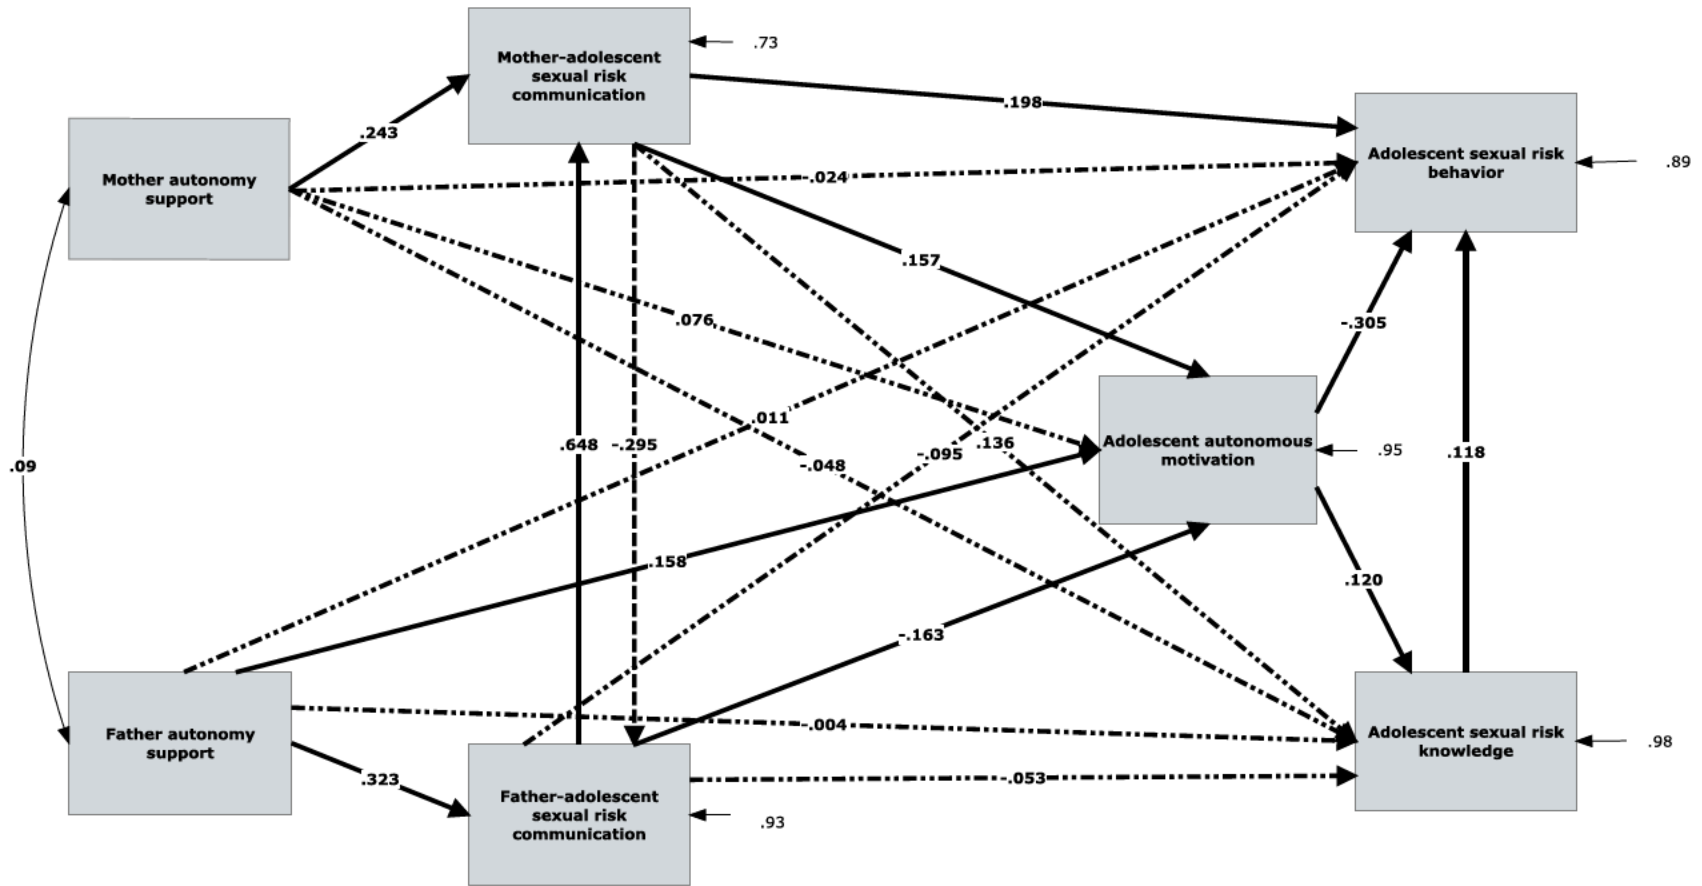 Mother-adolescent
sexual risk
communication
.73
.198
.243
Adolescent sexual risk
behavior
.89
Mother autonomy
support
-.024
.157
.076
-.305
.011
.648
-.295
-.048
-.095
.136
Adolescent autonomous
motivation
.95
.118
.09
.158
.120
-.163
Father autonomy
support
-.004
Adolescent sexual risk
knowledge
.98
.323
-.053
Father-adolescent
sexual risk
communication
.93